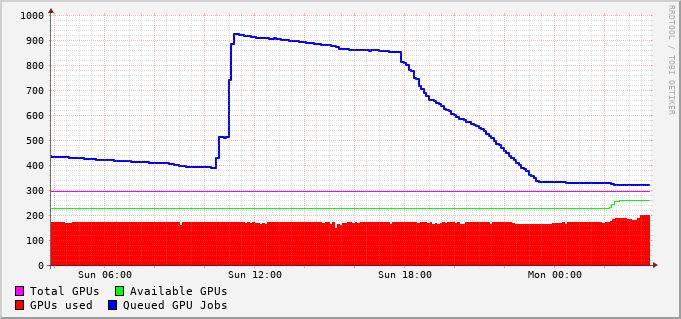 1000
900
800
700
600
500
400
300
200
100
0
Sun 06:00 Sun 12:00 Sun 18:00 Mon 00:00
Total GPUs Available GPUs
GPUs used Queued GPU Jobs
RRDTOOL / TOBI OETIKER